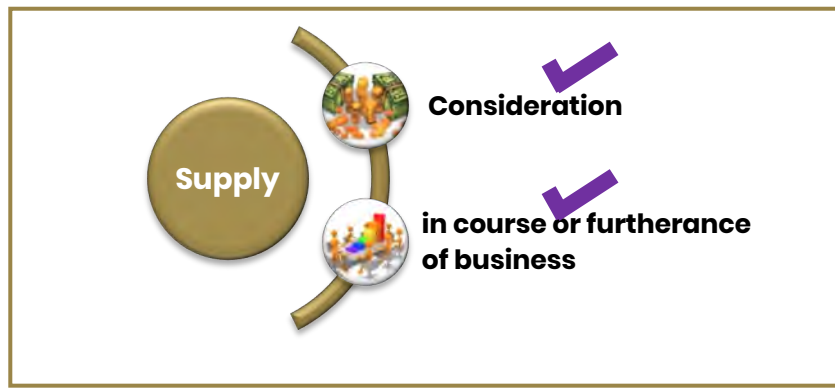 Consideration
Supply
in course or furtherance
of business